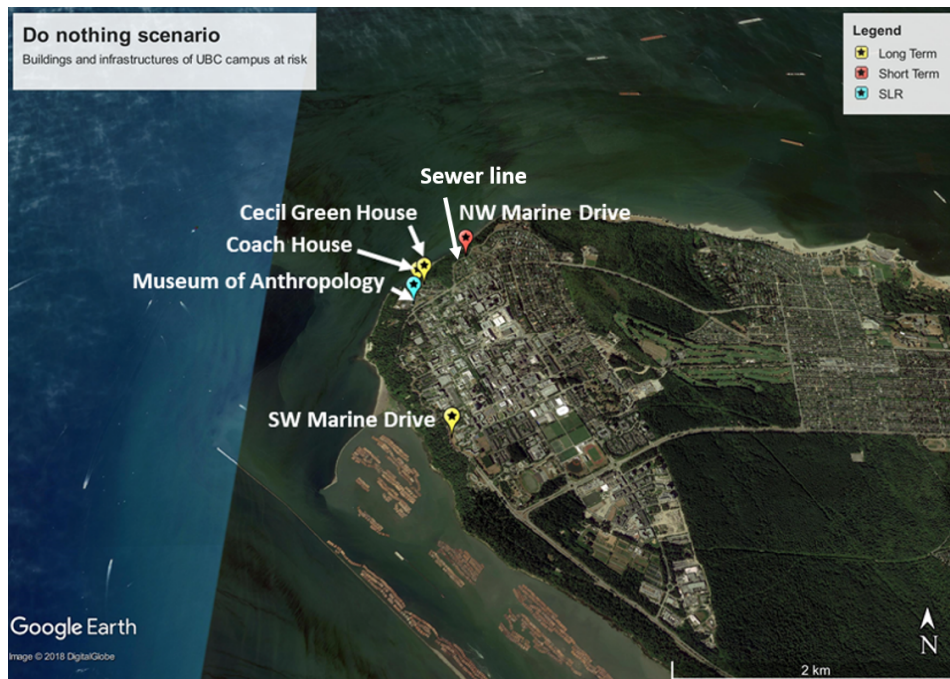 Do nothing scenario
Buildings and infrastructures of UBC campus at risk
Legend
Long Term
Short Term
SLR
Sewer line
Cecil Green House
NW Marine Drive
Coach House
Museum of Anthropology
SW Marine Drive
Google Earth
Image © 2018 DigitalGlobe
N
2 km